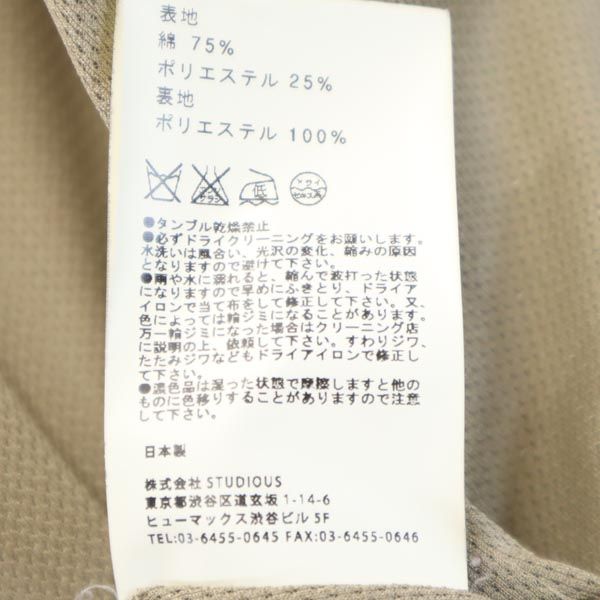 表地
綿 75%
ポリエステル 25%
裏地
ポリエステル 100%
エンソ
サラシ
低
ドライ
セキユ系
●タンブル乾燥禁止
●必ずドライクリーニングをお願いします。
水洗いは風合い、光沢の変化、縮みの原因
となりますので避けて下さい。
●雨や水に濡れると、縮んで波打った状態
になりますので早めにふきとり、ドライア
イロンで当て布をして修正して下さい。又、
色によっては輪ジミになることがあります。
万一輪ジミになった場合はクリーニング店
に説明の上、依頼して下さい。すわりジワ、
たたみジワなどもドライアイロンで修正し
て下さい。
●濃色品は湿った状態で摩擦しますと他の
ものに色移りすることがありますので注意
して下さい。
日本製
株式会社 STUDIOUS
東京都渋谷区道玄坂 1-14-6
ヒューマックス渋谷ビル 5F
TEL:03-6455-0645 FAX:03-6455-0646